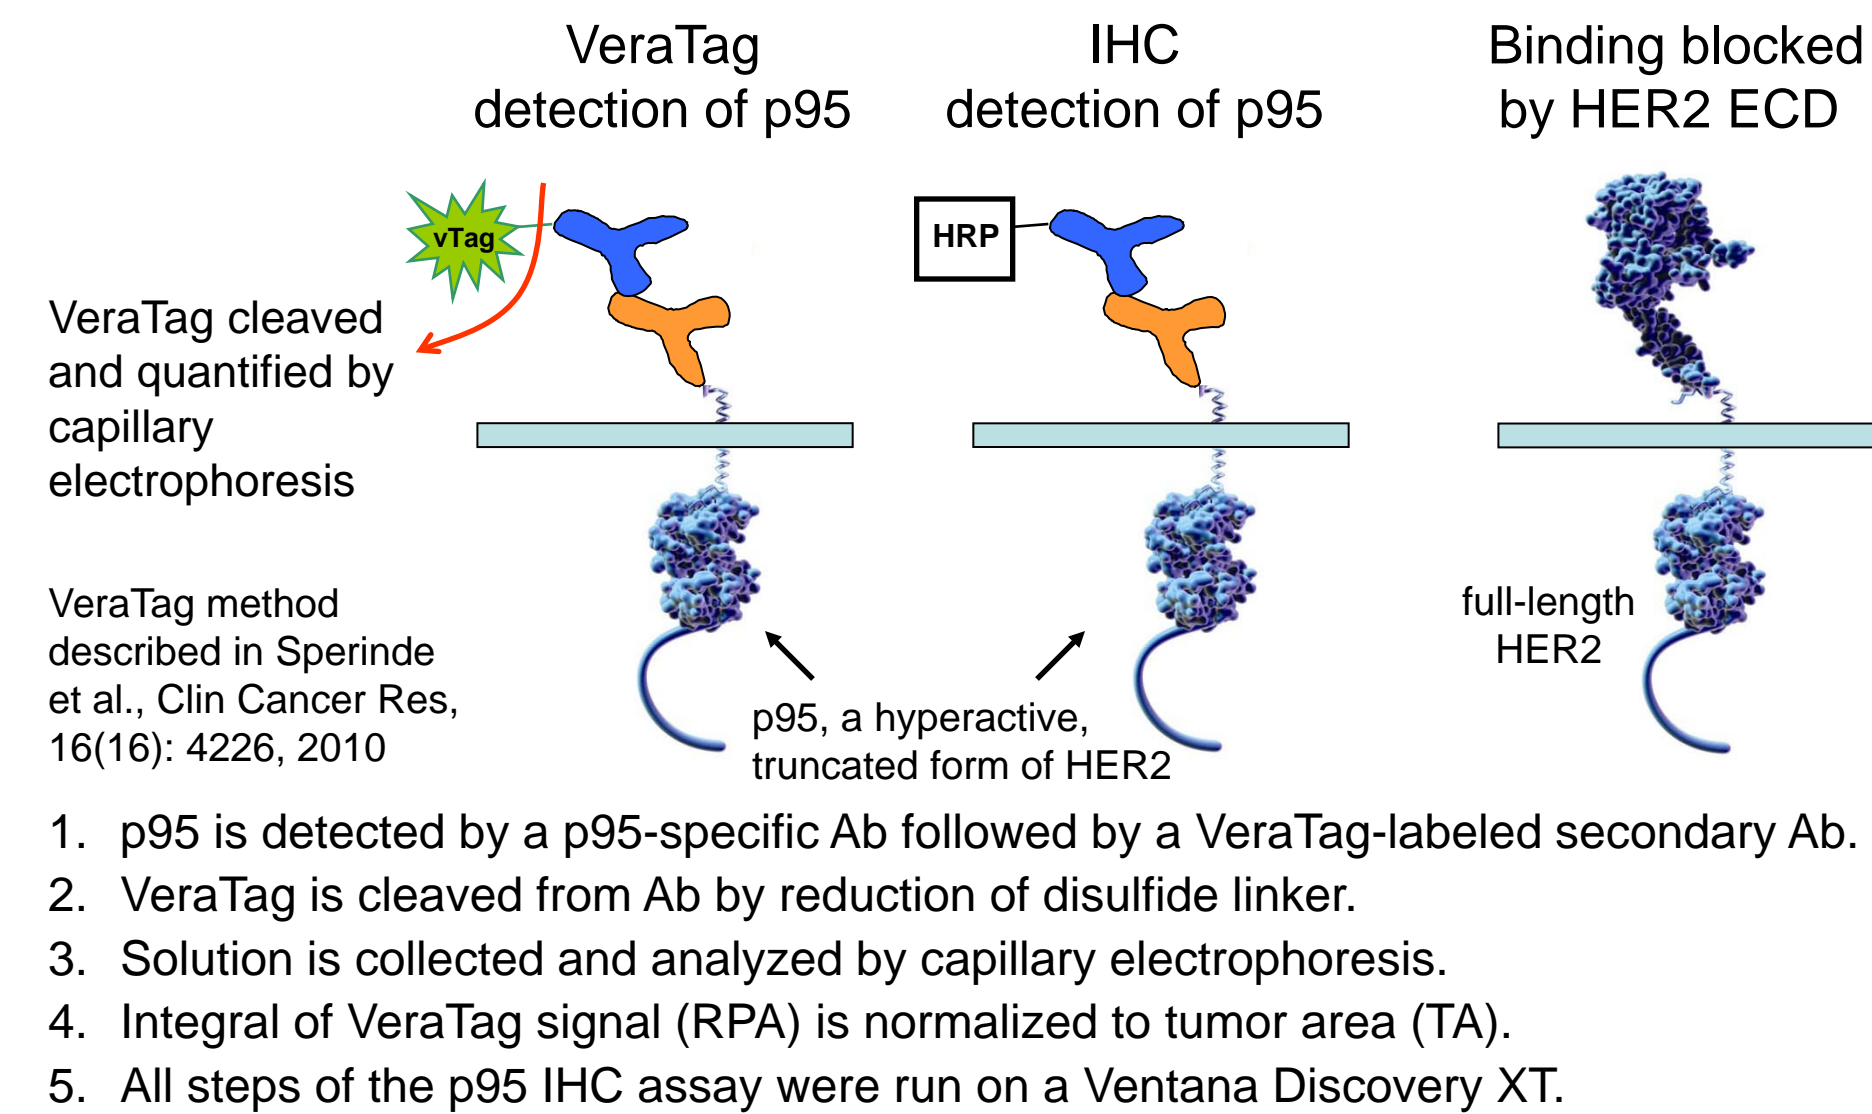 VeraTag
detection of p95
IHC
detection of p95
Binding blocked
by HER2 ECD
vTag
HRP
VeraTag cleaved
and quantified by
capillary
electrophoresis
VeraTag method
described in Sperinde
et al., Clin Cancer Res,
16(16): 4226, 2010
full-length
HER2
p95, a hyperactive,
truncated form of HER2
1. p95 is detected by a p95-specific Ab followed by a VeraTag-labeled secondary Ab.
2. VeraTag is cleaved from Ab by reduction of disulfide linker.
3. Solution is collected and analyzed by capillary electrophoresis.
4. Integral of VeraTag signal (RPA) is normalized to tumor area (TA).
5. All steps of the p95 IHC assay were run on a Ventana Discovery XT.